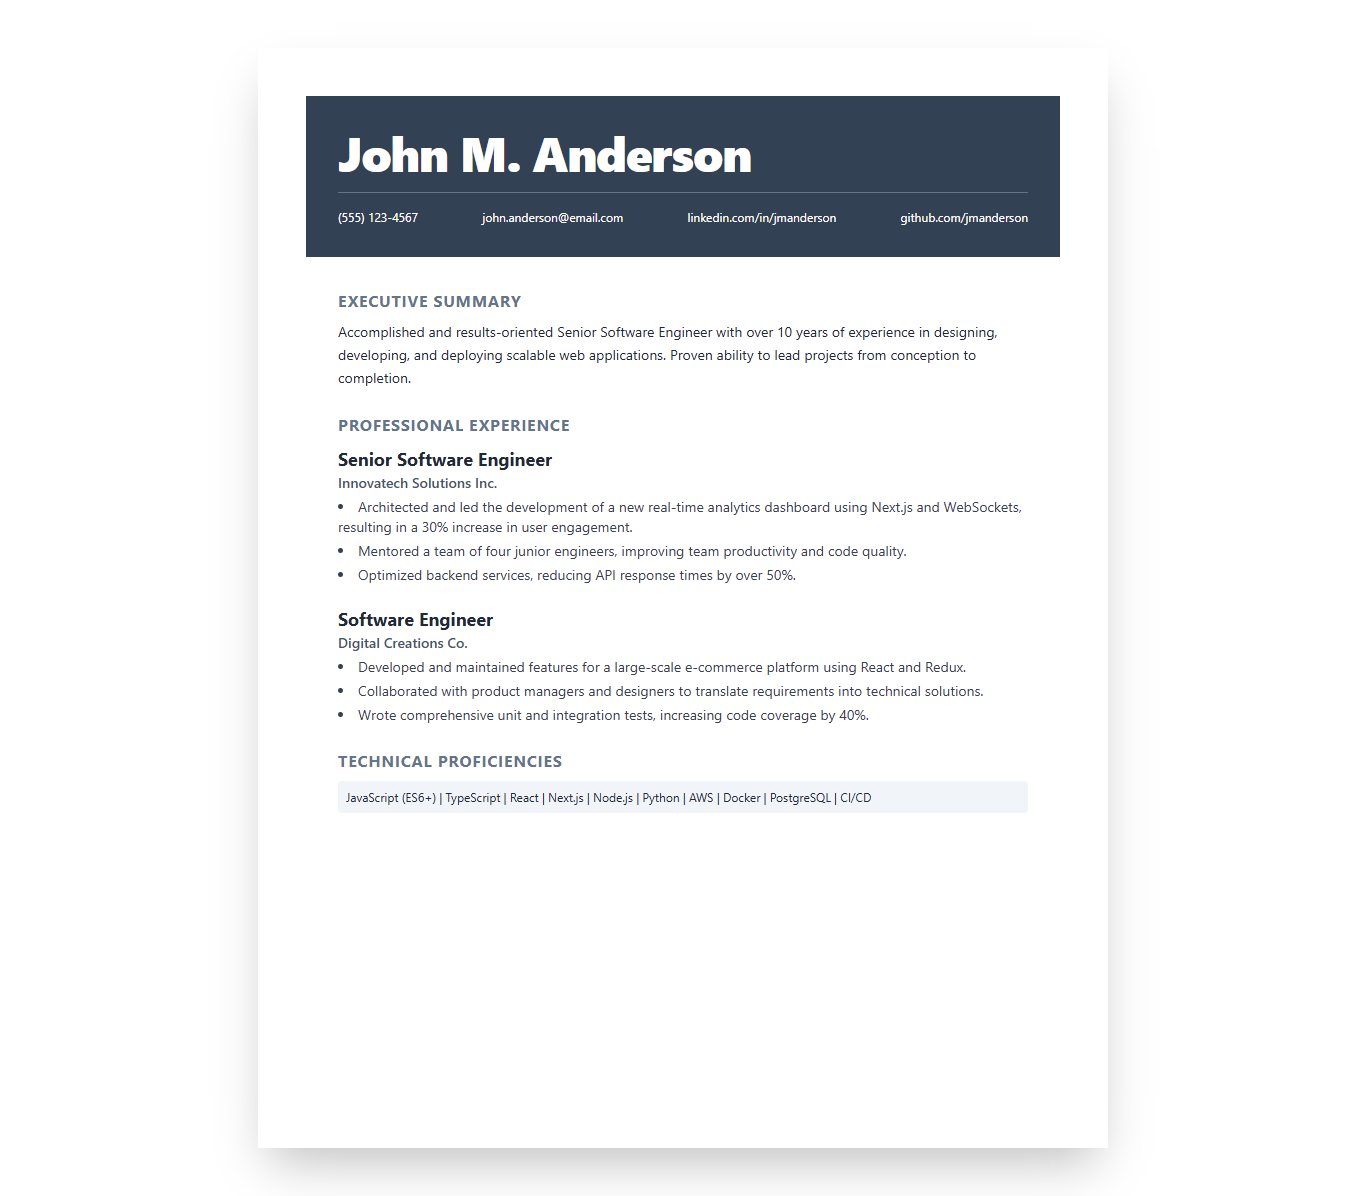 John M. Anderson
(555) 123-4567 john.anderson@email.com linkedin.com/in/jmanderson github.com/jmanderson
EXECUTIVE SUMMARY
Accomplished and results-oriented Senior Software Engineer with over 10 years of experience in designing,
developing, and deploying scalable web applications. Proven ability to lead projects from conception to
completion.
PROFESSIONAL EXPERIENCE
Senior Software Engineer
Innovatech Solutions Inc.
• Architected and led the development of a new real-time analytics dashboard using Next.js and WebSockets,
resulting in a 30% increase in user engagement.
• Mentored a team of four junior engineers, improving team productivity and code quality.
• Optimized backend services, reducing API response times by over 50%.
Software Engineer
Digital Creations Co.
• Developed and maintained features for a large-scale e-commerce platform using React and Redux.
• Collaborated with product managers and designers to translate requirements into technical solutions.
• Wrote comprehensive unit and integration tests, increasing code coverage by 40%.
TECHNICAL PROFICIENCIES
JavaScript (ES6+) | TypeScript | React | Next.js | Node.js | Python | AWS | Docker | PostgreSQL | CI/CD